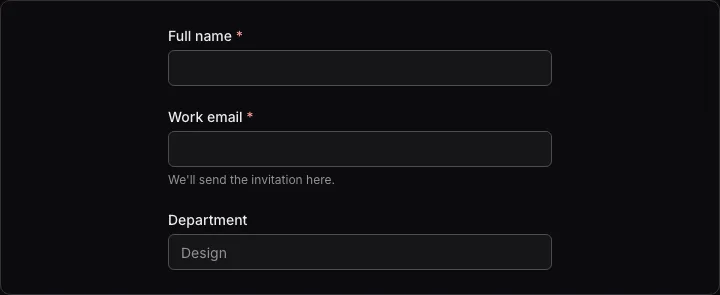 Full name *
Work email *
We'll send the invitation here.
Department
Design